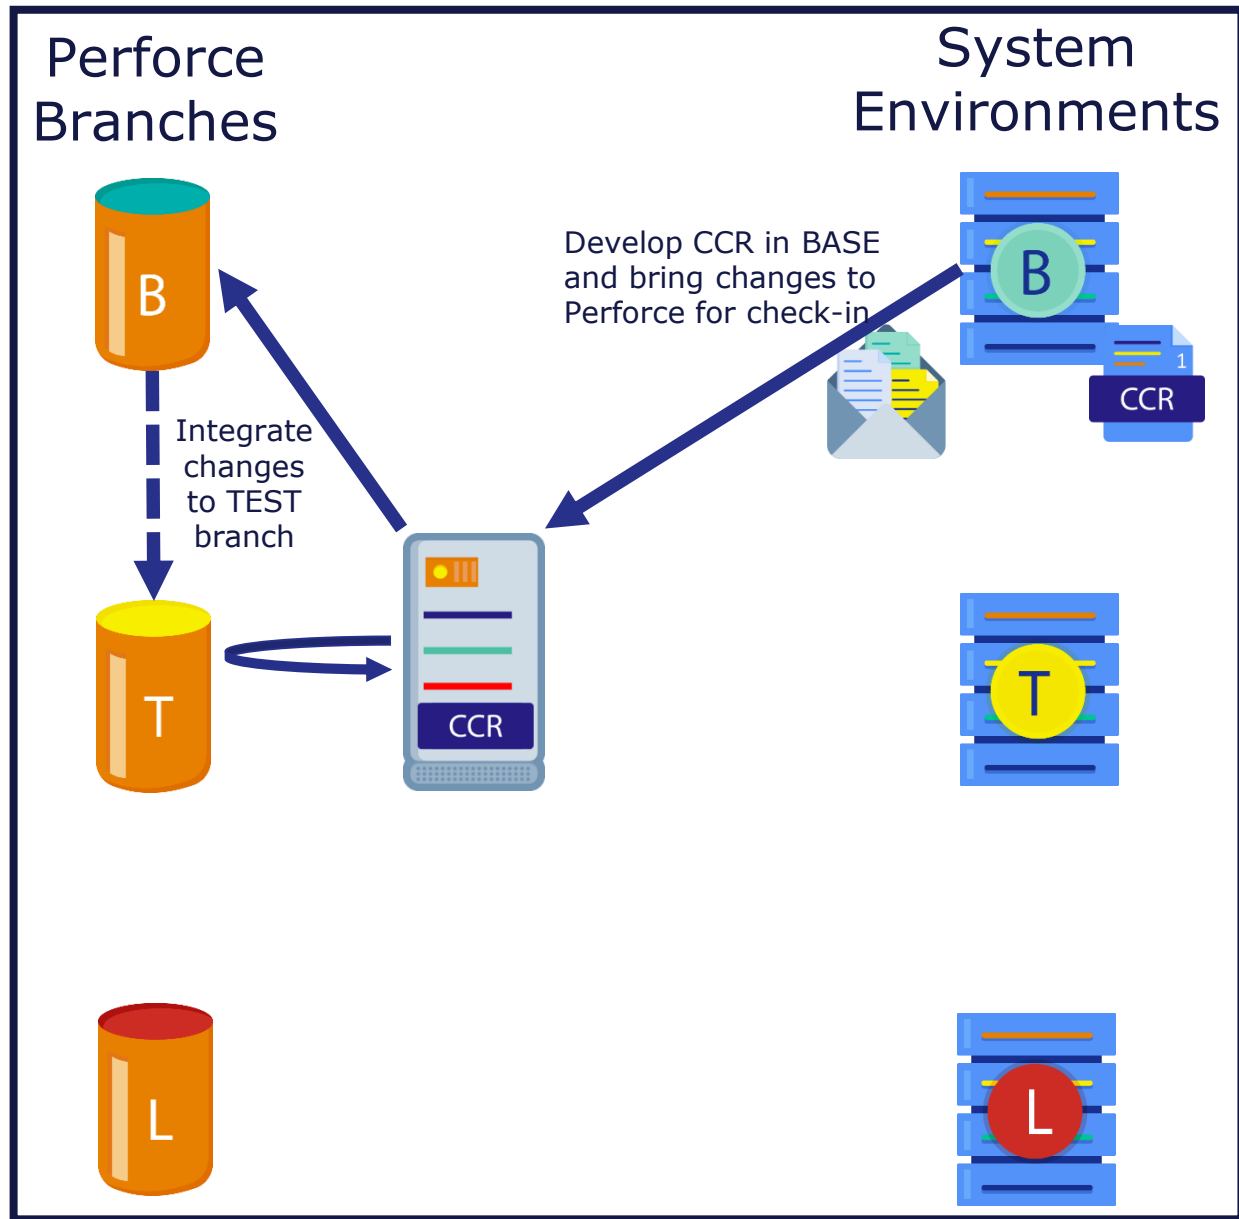 Perforce
Branches
System
Environments
B
Develop CCR in BASE
and bring changes to
Perforce for check-in
B
1
CCR
Integrate
changes
to TEST
branch
T
CCR
T
L
L